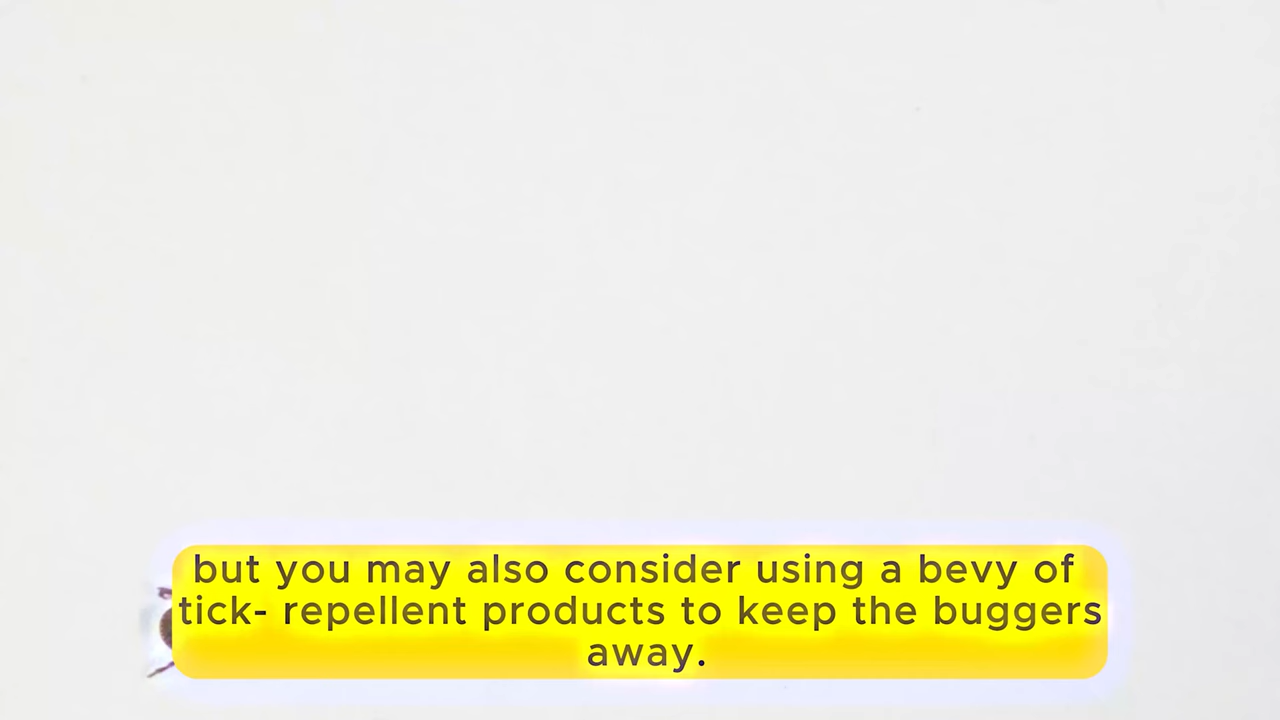 but you may also consider using a bevy of
tick- repellent products to keep the buggers
away.